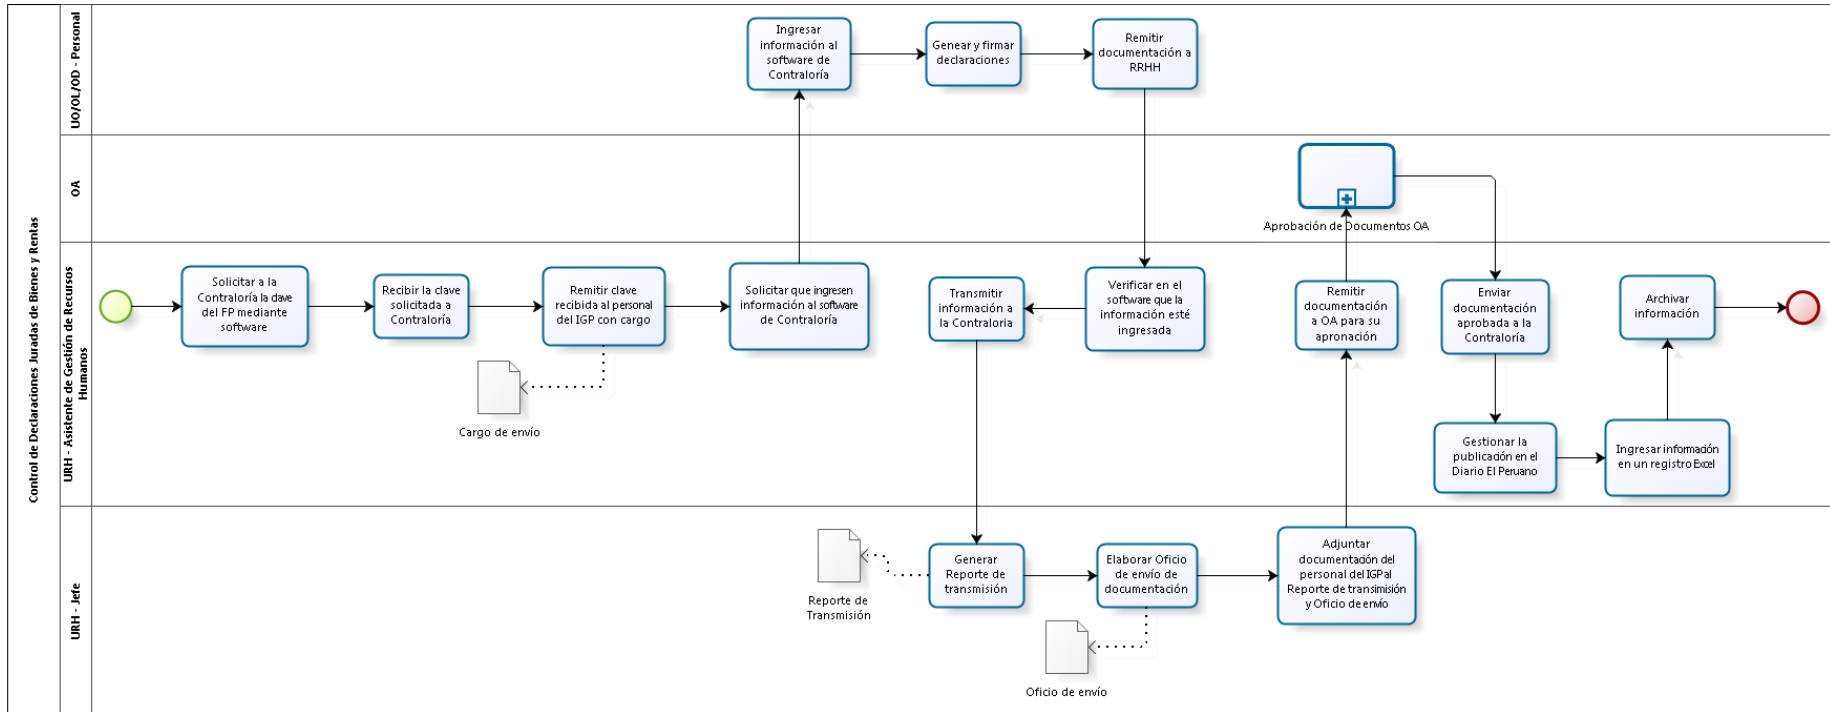 Control de Declaraciones Juradas de Bienes y Rentas
UO/OL/OD - Personal
Ingresar
información al
software de
Contraloría
Genear y firmar
declaraciones
Remitir
documentación a
RRHH
OA
Aprobación de Documentos OA
URH - Asistente de Gestión de Recursos
Humanos
Solicitar a la
Contraloría la clave
del FP mediante
software
Recibir la clave
solicitada a
Contraloría
Remitir clave
recibida al personal
del IGP con cargo
Cargo de envío
Solicitar que ingresen
información al software
de Contraloría
Transmitir
información a
la Contraloria
Verificar en el
software que la
información esté
ingresada
Remitir
documentación
a OA para su
apronación
Enviar
documentación
aprobada a la
Contraloría
Gestionar la
publicación en el
Diario El Peruano
Ingresar información
en un registro Excel
Archivar
información
URH - Jefe
Reporte de
Transmisión
Generar
Reporte de
transmisión
Elaborar Oficio
de envío de
documentación
Oficio de envío
Adjuntar
documentación del
personal del IGPal
Reporte de transimisión
y Oficio de envío